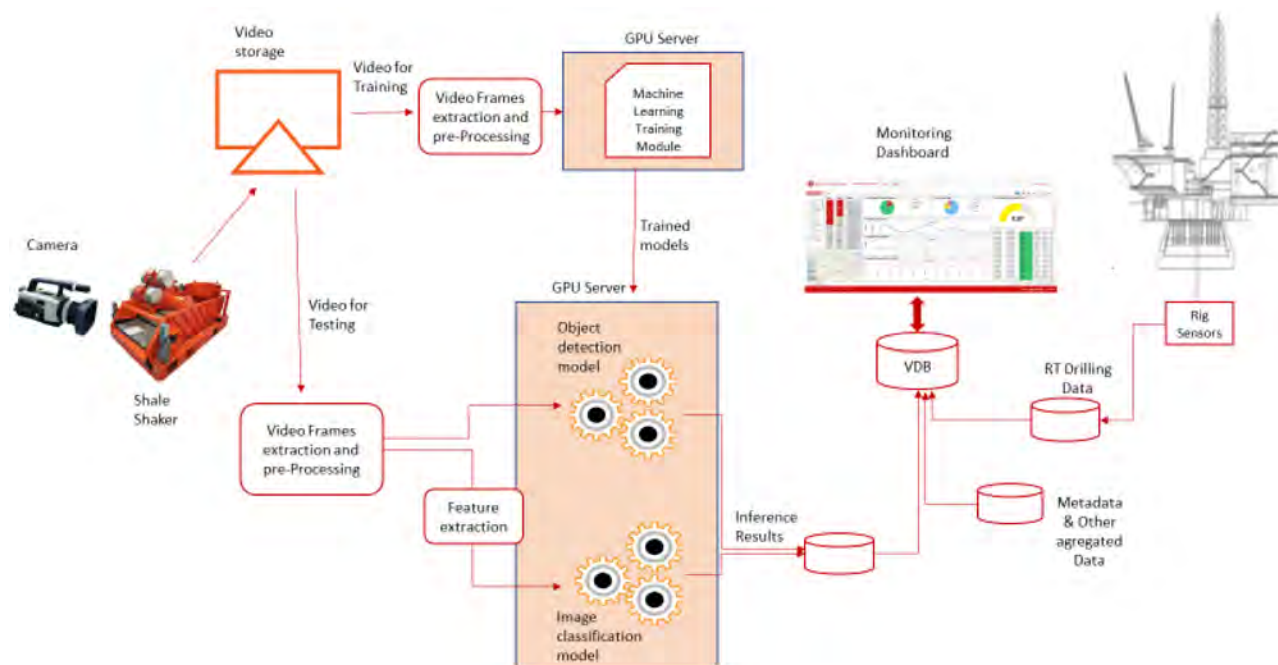 Video
storage
Video for
Training
Video Frames
extraction and
pre-Processing
GPU Server
Machine
Learning
Training
Module
Monitoring
Dashboard
Trained
models
Camera
Shale
Shaker
Video for
Testing
Video Frames
extraction and
pre-Processing
Feature
extraction
GPU Server
Object
detection
model
Image
classification
model
Inference
Results
VDB
RT Drilling
Data
Rig
Sensors
Metadata
& Other
agregated
Data